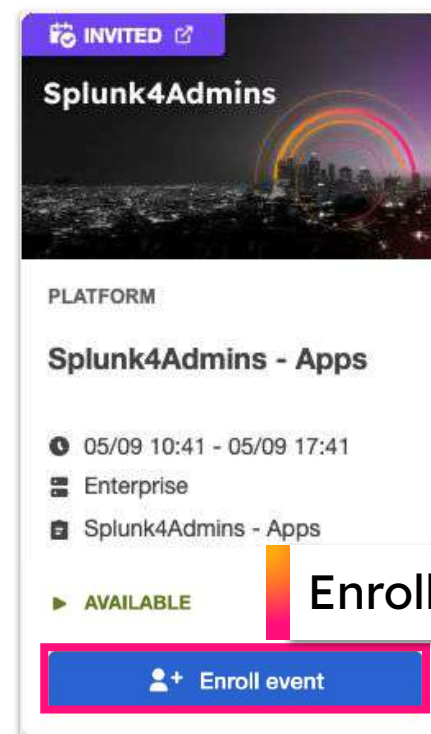 INVITED
Splunk4Admins
PLATFORM
Splunk4Admins - Apps
05/09 10:41 - 05/09 17:41
Enterprise
Splunk4Admins - Apps
AVAILABLE
Enroll
Enroll event